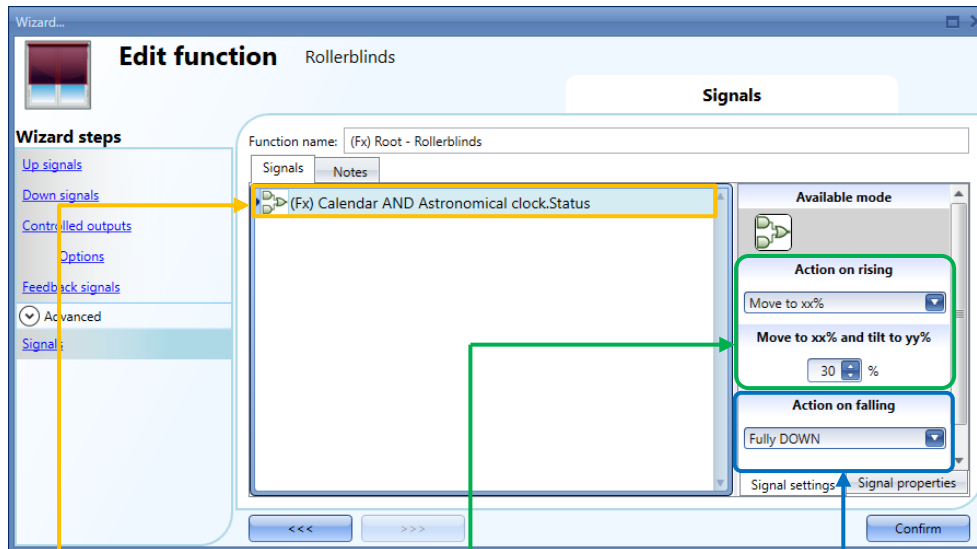 Wizard...
Edit function Rollerblinds
Signals
Wizard steps
Up signals
Down signals
Controlled outputs
Options
Feedback signals
Advanced
Signals
Function name: (Fx) Root - Rollerblinds
Signals Notes
(Fx) Calendar AND Astronomical clock.Status
Available mode
Action on rising
Move to xx%
Move to xx% and tilt to yy%
30 %
Action on falling
Fully DOWN
Signal settings Signal properties
<<< >>> Confirm